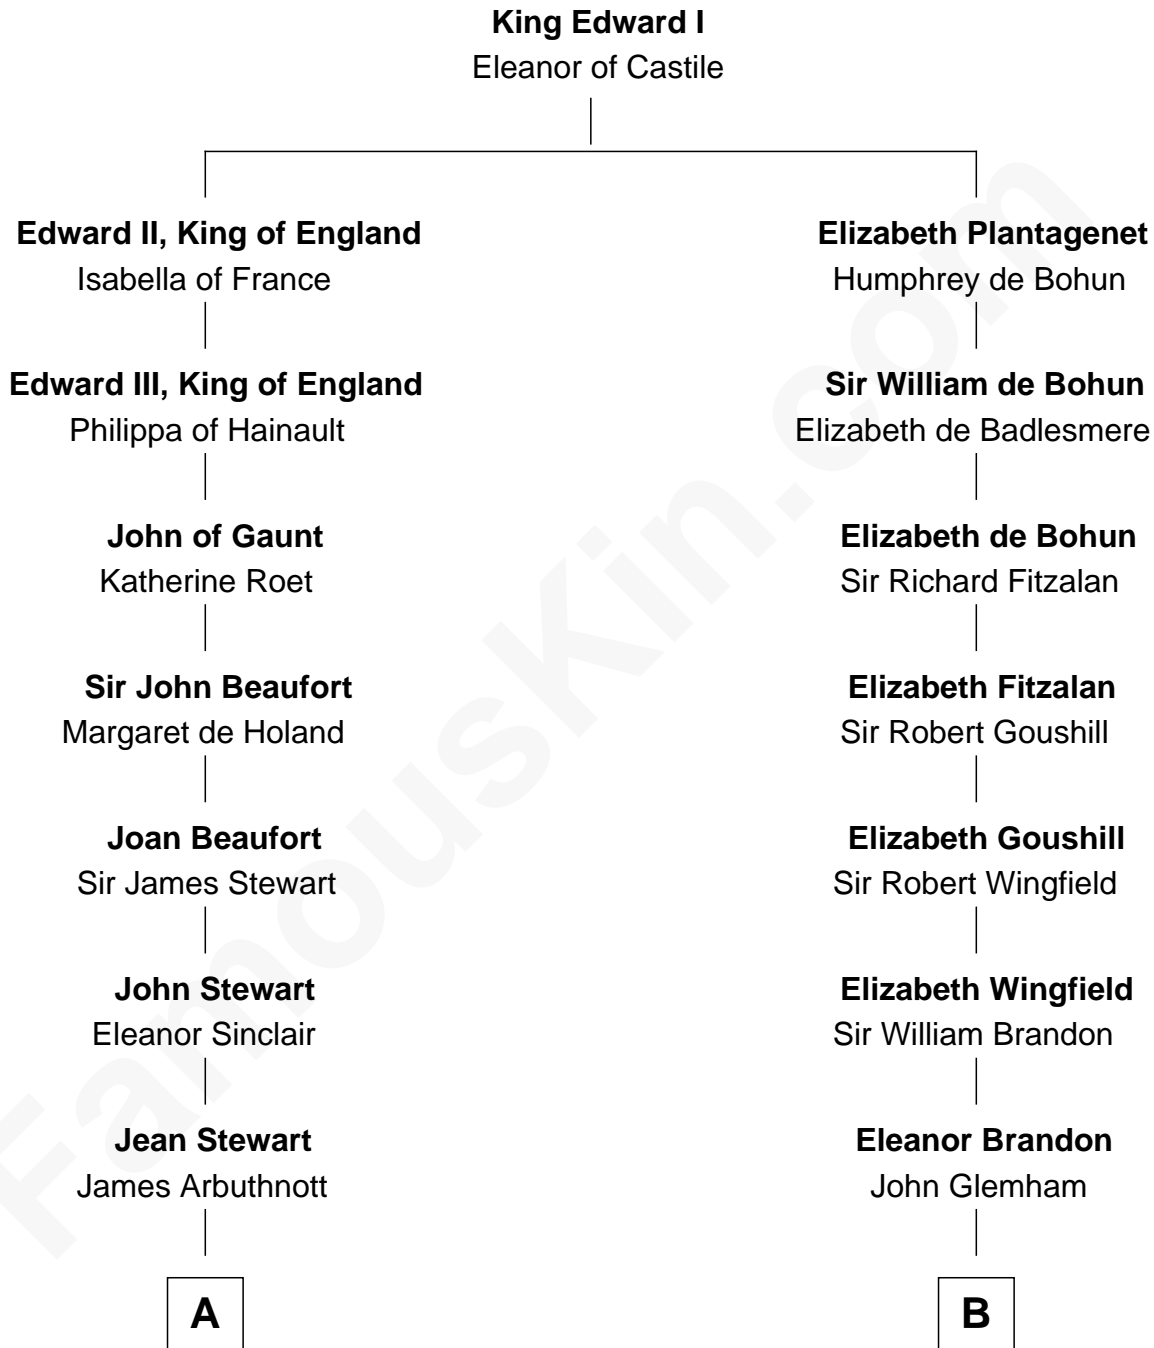 King Edward I
Eleanor of Castile
Edward II, King of England
Isabella of France
Elizabeth Plantagenet
Humphrey de Bohun
Edward III, King of England
Philippa of Hainault
Sir William de Bohun
Elizabeth de Badlesmere
John of Gaunt
Katherine Roet
Elizabeth de Bohun
Sir Richard Fitzalan
Sir John Beaufort
Margaret de Holand
Elizabeth Fitzalan
Sir Robert Goushill
Joan Beaufort
Sir James Stewart
Elizabeth Goushill
Sir Robert Wingfield
John Stewart
Eleanor Sinclair
Elizabeth Wingfield
Sir William Brandon
Jean Stewart
James Arbuthnott
Eleanor Brandon
John Glemham
A
B
FamousKin.com